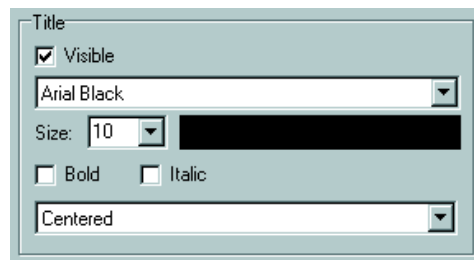 Title
Visible
Arial Black
Size: 10
Bold Italic
Centered